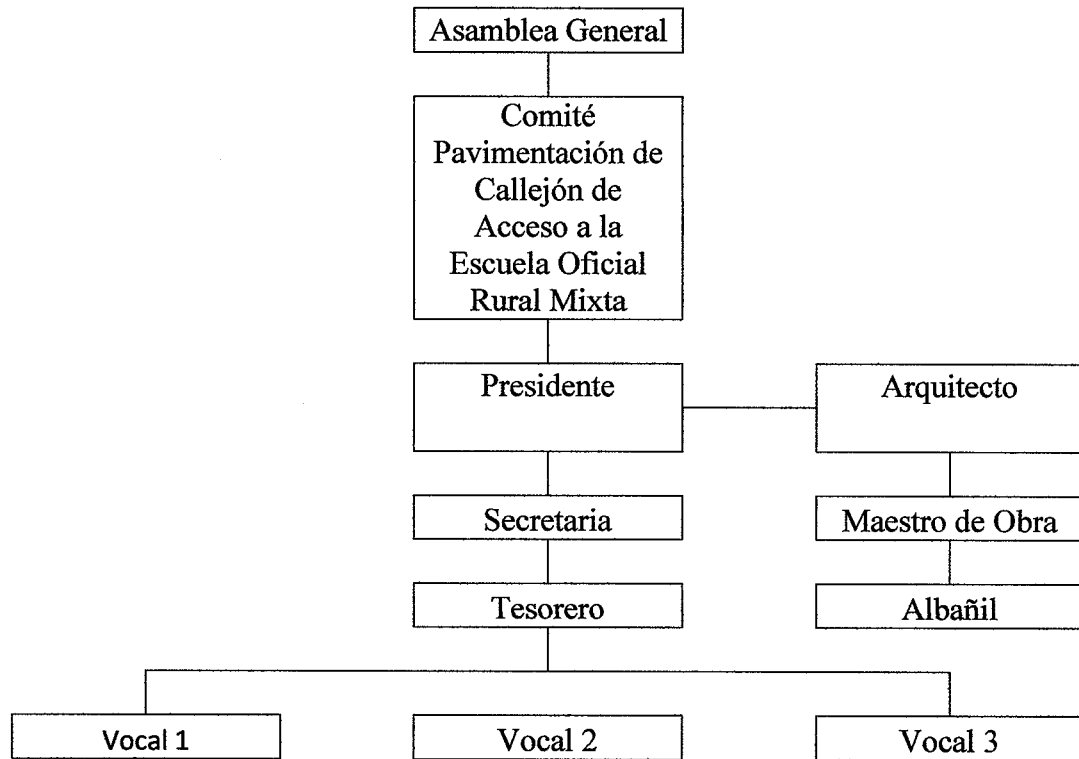 Asamblea General
Comité
Pavimentación de
Callejón de
Acceso a la
Escuela Oficial
Rural Mixta
Presidente
Arquitecto
Secretaria
Maestro de Obra
Tesorero
Albañil
Vocal 1
Vocal 2
Vocal 3